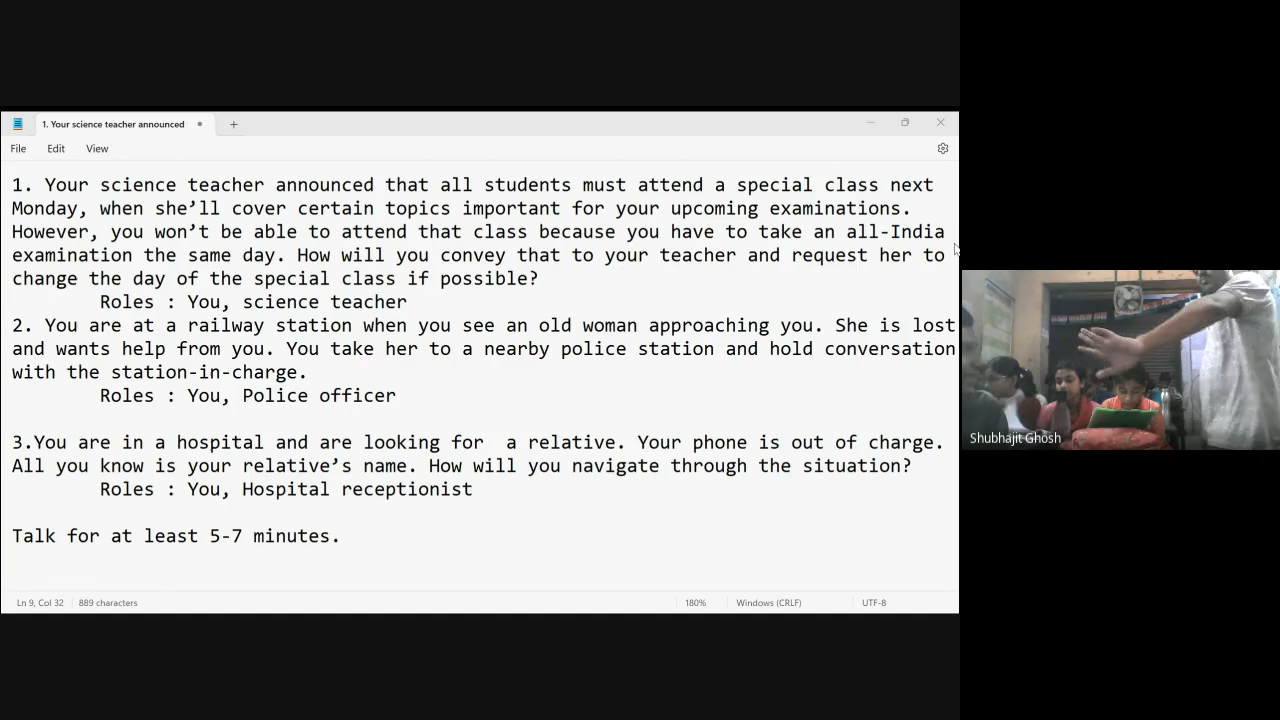 1. Your science teacher announced
File Edit View
1. Your science teacher announced that all students must attend a special class next
Monday, when she’ll cover certain topics important for your upcoming examinations.
However, you won’t be able to attend that class because you have to take an all-India
examination the same day. How will you convey that to your teacher and request her to
change the day of the special class if possible?
Roles : You, science teacher
2. You are at a railway station when you see an old woman approaching you. She is lost
and wants help from you. You take her to a nearby police station and hold conversation
with the station-in-charge.
Roles : You, Police officer
3.You are in a hospital and are looking for  a relative. Your phone is out of charge.
All you know is your relative’s name. How will you navigate through the situation?
Roles : You, Hospital receptionist
Talk for at least 5-7 minutes.
Ln 9, Col 32 889 characters 180% Windows (CRLF) UTF-8
Shubhajit Ghosh